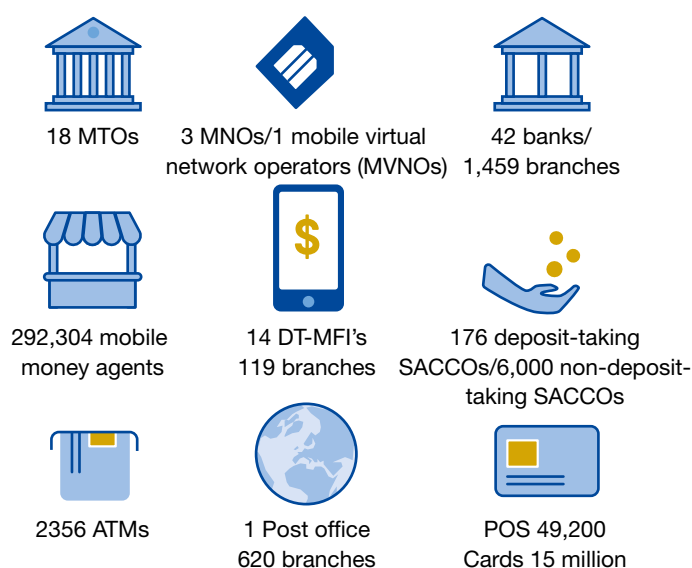 18 MTOs
3 MNOs/1 mobile virtual
network operators (MVNOs)
42 banks/
1,459 branches
$
292,304 mobile
money agents
14 DT-MFI's
119 branches
176 deposit-taking
SACCOs/6,000 non-deposit-
taking SACCOs
2356 ATMs
1 Post office
620 branches
POS 49,200
Cards 15 million